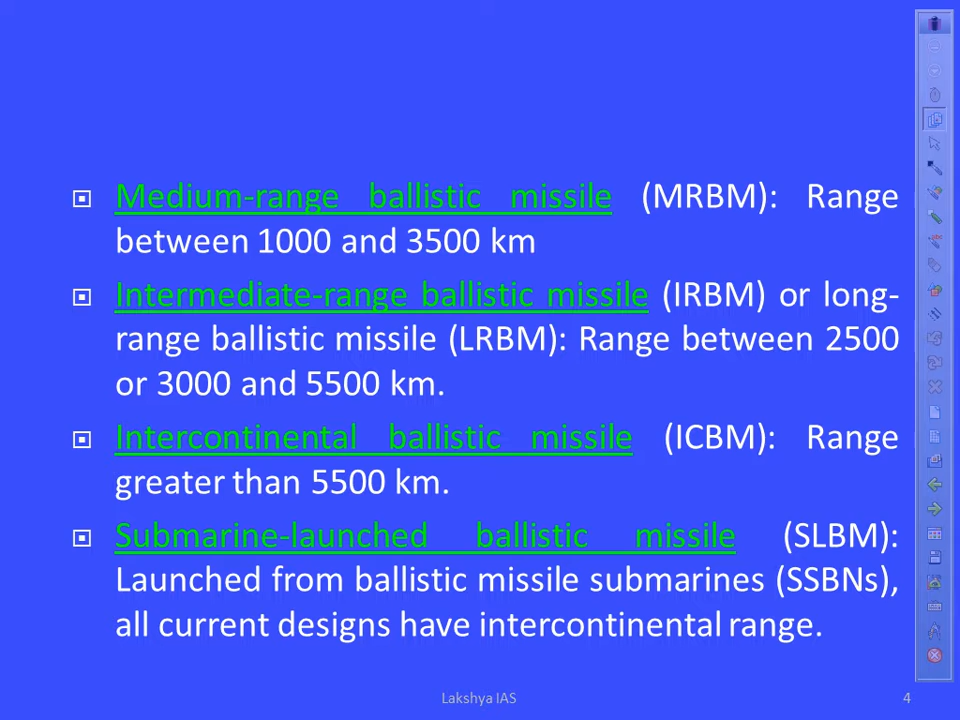 Medium-range ballistic missile (MRBM): Range
between 1000 and 3500 km
Intermediate-range ballistic missile (IRBM) or long-
range ballistic missile (LRBM): Range between 2500
or 3000 and 5500 km.
Intercontinental ballistic missile (ICBM): Range
greater than 5500 km.
Submarine-launched ballistic missile (SLBM):
Launched from ballistic missile submarines (SSBNs),
all current designs have intercontinental range.
Lakshya IAS 4